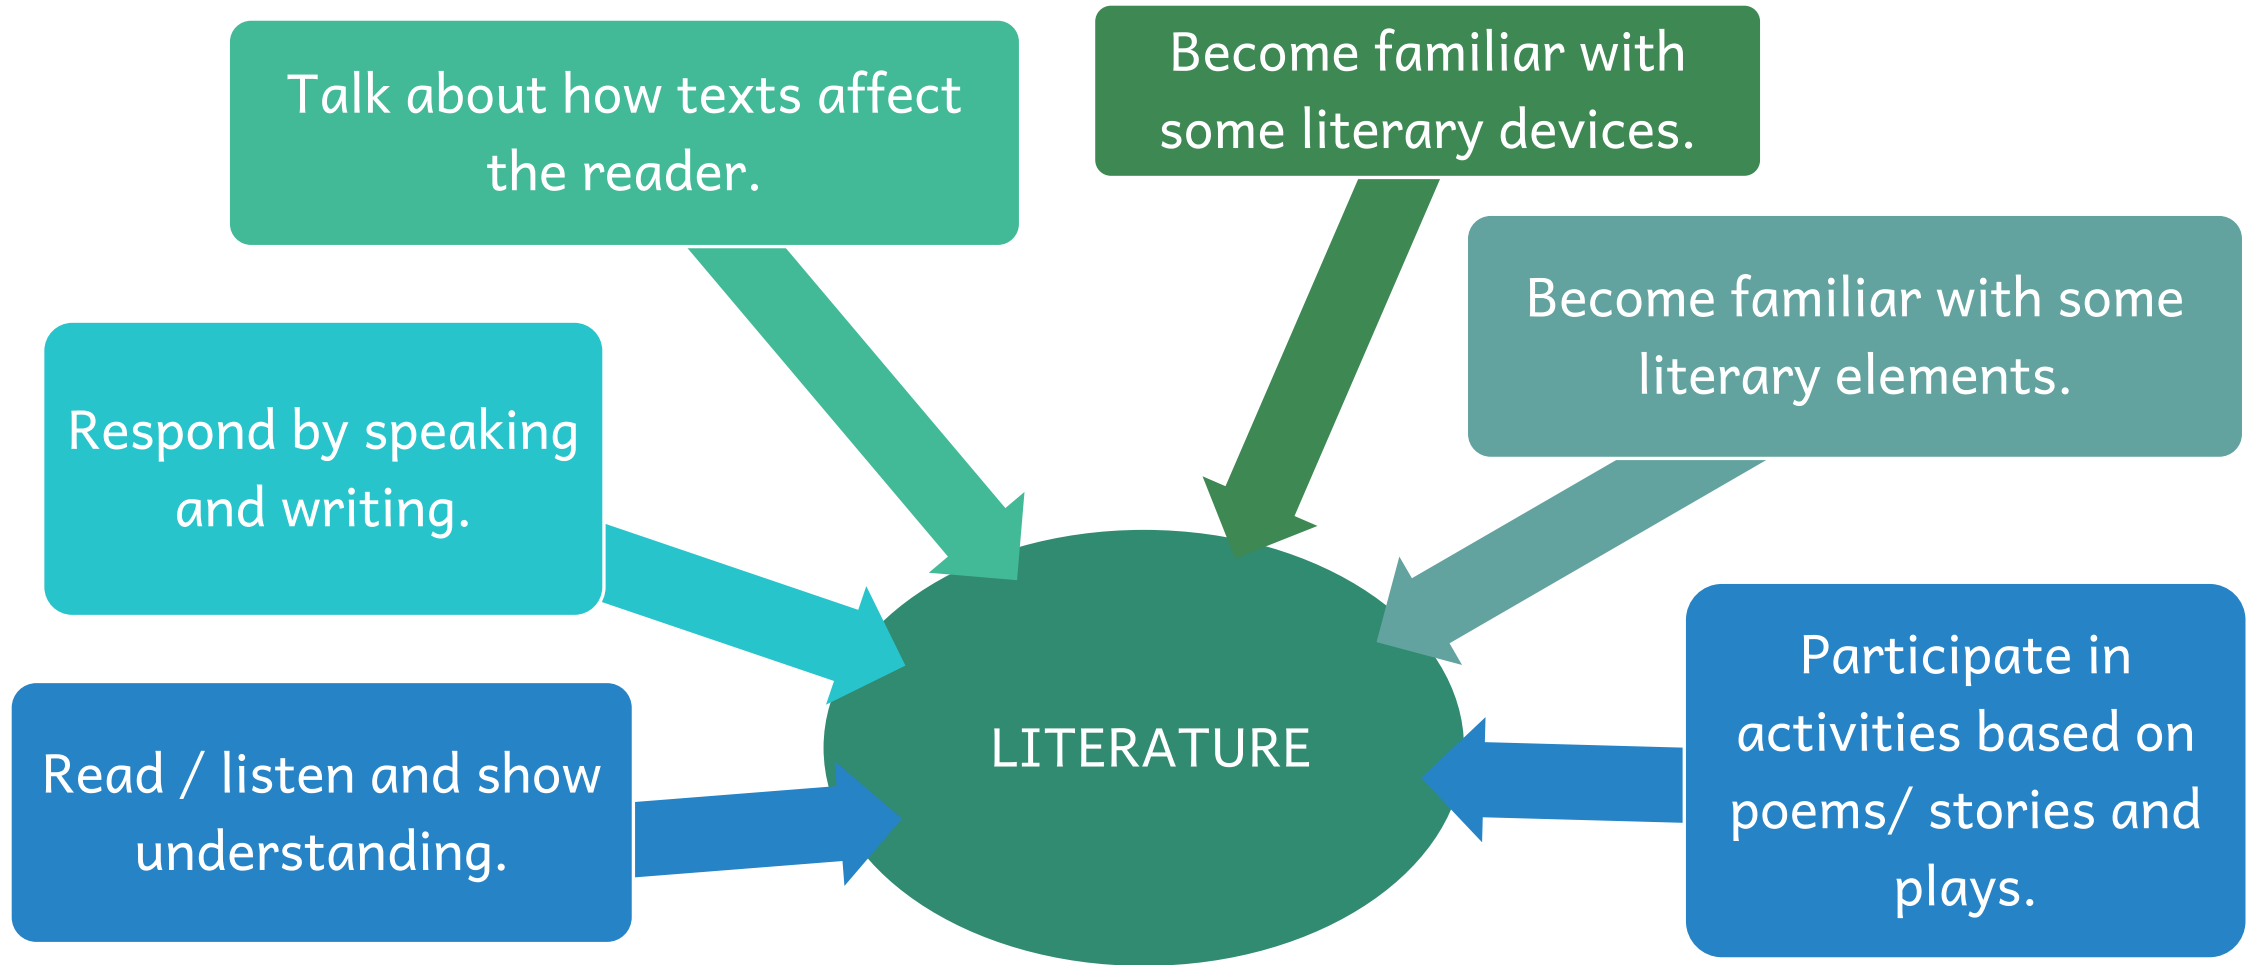 Talk about how texts affect
the reader.
Become familiar with
some literary devices.
Become familiar with some
literary elements.
Respond by speaking
and writing.
Participate in
activities based on
poems/ stories and
plays.
Read / listen and show
understanding.
LITERATURE